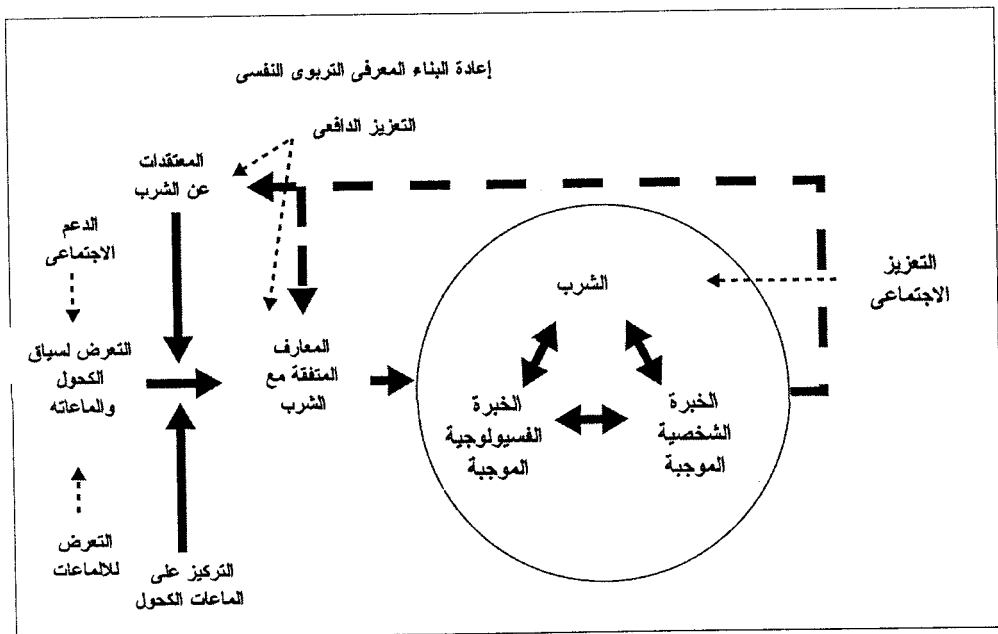 إعادة البناء المعرفى التربوى النفسى
التعزيز الدافعى
المعتقدات
عن الشرب
الدعم
الاجتماعى
التعزيز
الاجتماعى
الشرب
التعرض لسياق
الكحول
والماعاته
المعارف
المتفقة مع
الشرب
الخبرة
الشخصية
الموجبة
الخبرة
الفسيولوجية
الموجبة
التعرض
للالماعات
التركيز على
الماعات الكحول